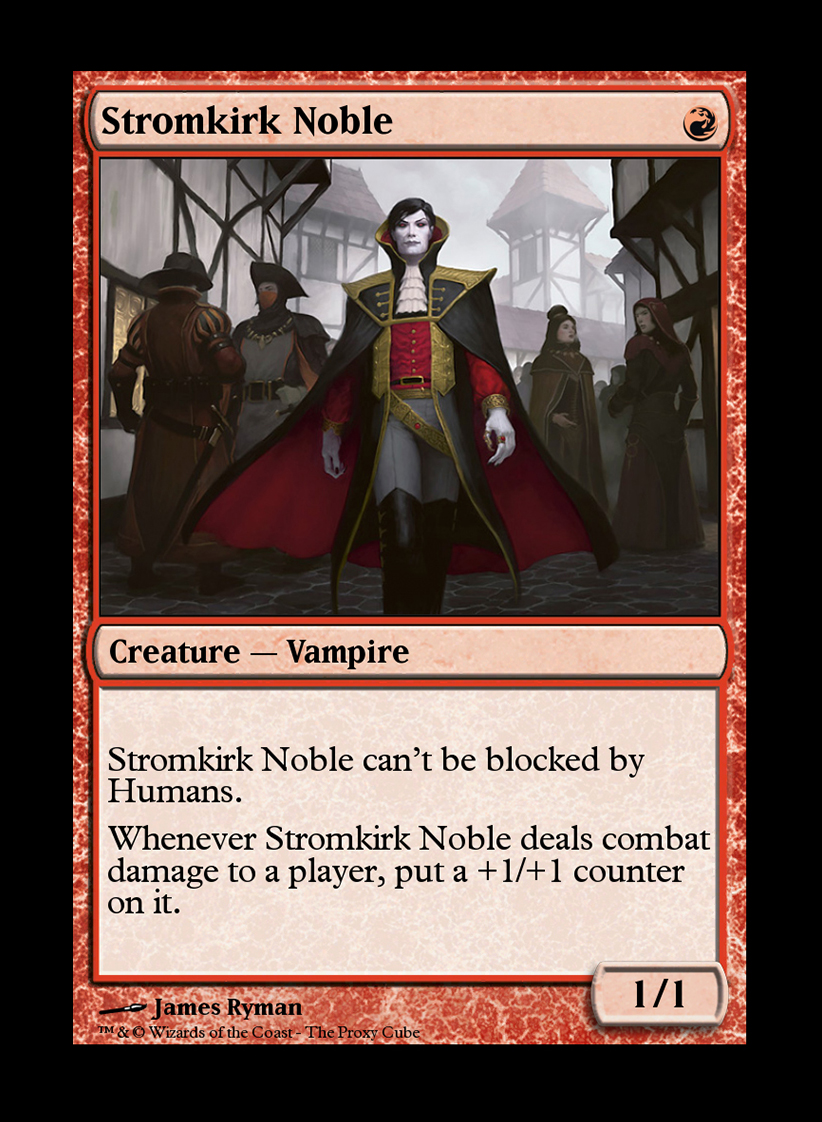 Stromkirk Noble
Creature — Vampire
Stromkirk Noble can't be blocked by
Humans.
Whenever Stromkirk Noble deals combat
damage to a player, put a +1/+1 counter
on it.
1/1
James Ryman
™ & © Wizards of the Coast - The Proxy Cube